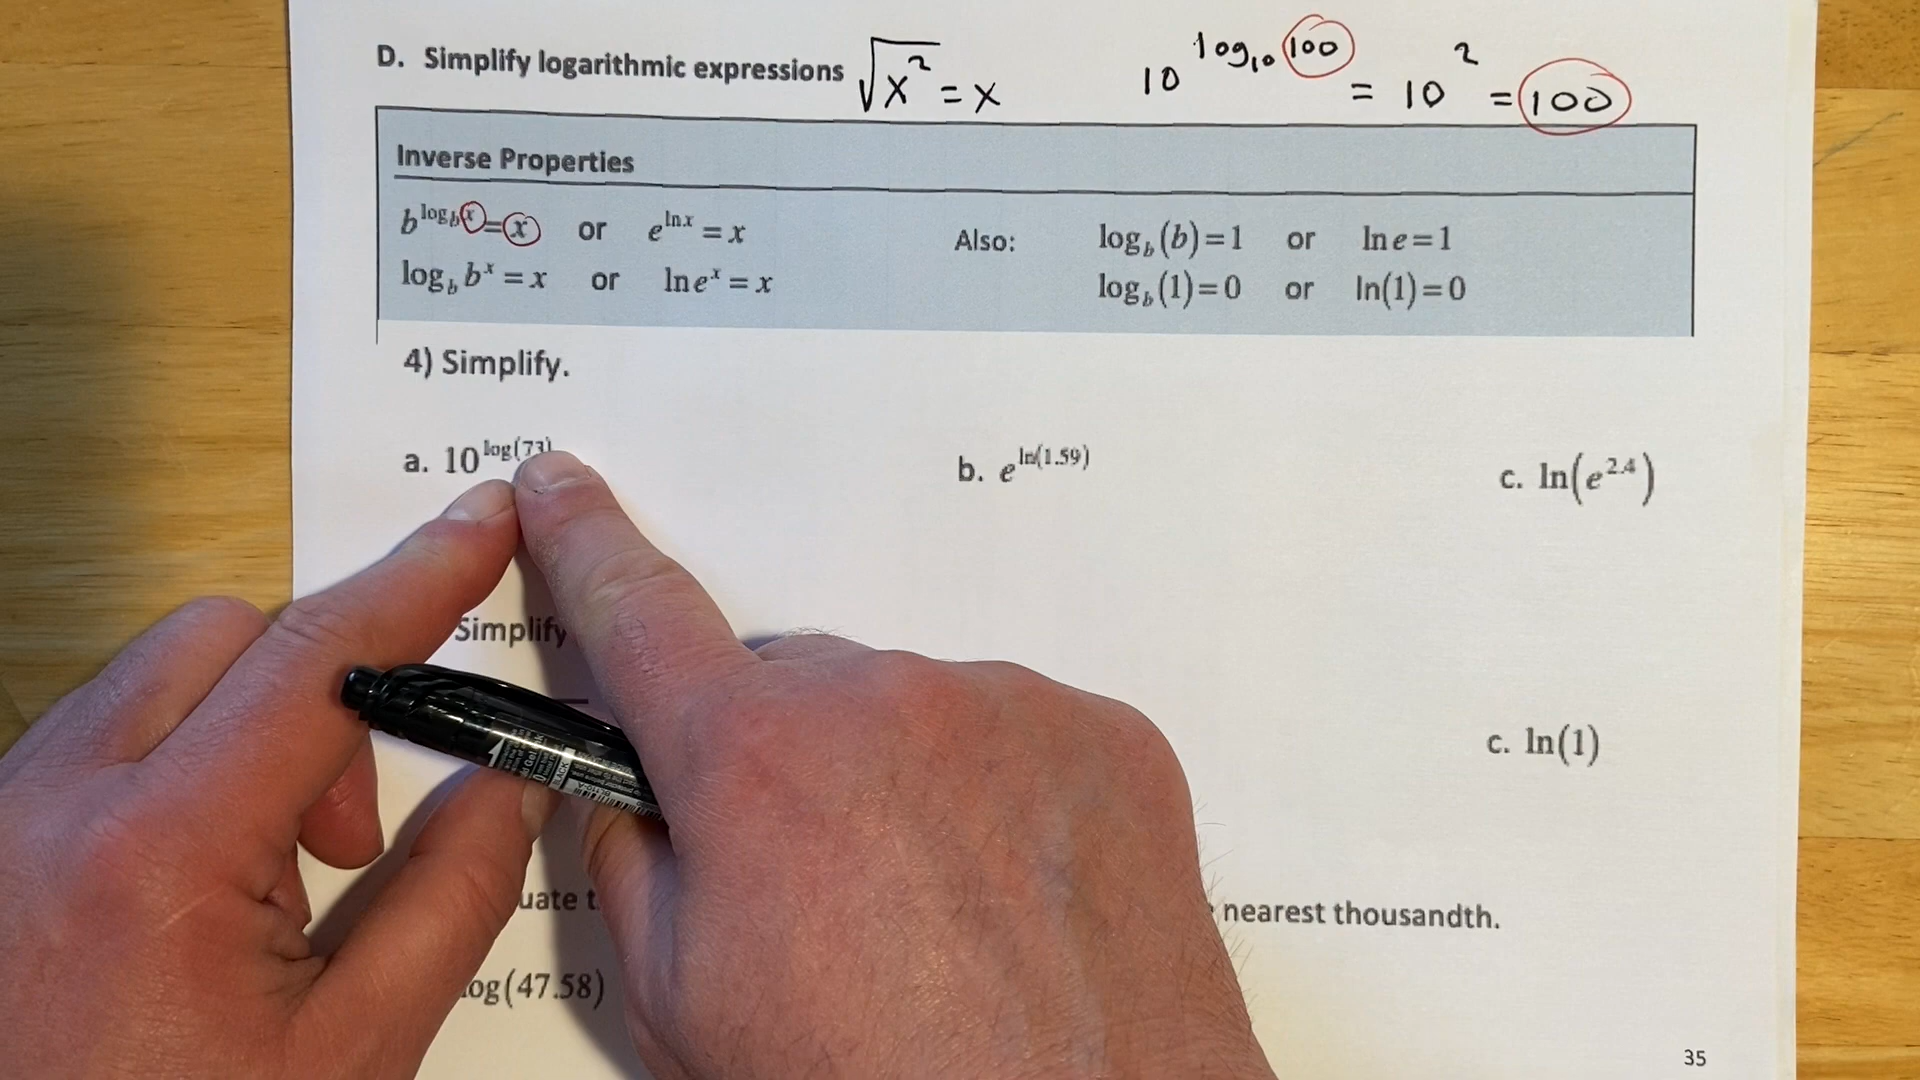 D. Simplify logarithmic expressions √x² = x 10^log₁₀ 100 = 10² = 100
Inverse Properties
b^log_b x = x or e^ln x = x Also: log_b(b)=1 or ln e=1
log_b b^x = x or ln e^x = x log_b(1)=0 or ln(1)=0
4) Simplify.
a. 10^log(73) b. e^ln(1.59) c. ln(e^2.4)
Simplify
c. ln(1)
nearest thousandth.
log(47.58)
35